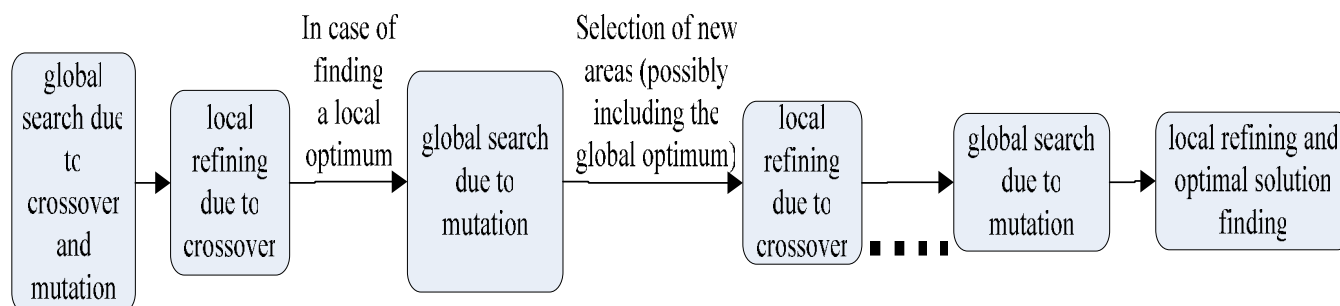 global
search due
to
crossover
and
mutation
local
refining
due to
crossover
In case of
finding
a local
optimum
global search
due to
mutation
Selection of new
areas (possibly
including the
global optimum)
local
refining
due to
crossover
global search
due to
mutation
local refining and
optimal solution
finding